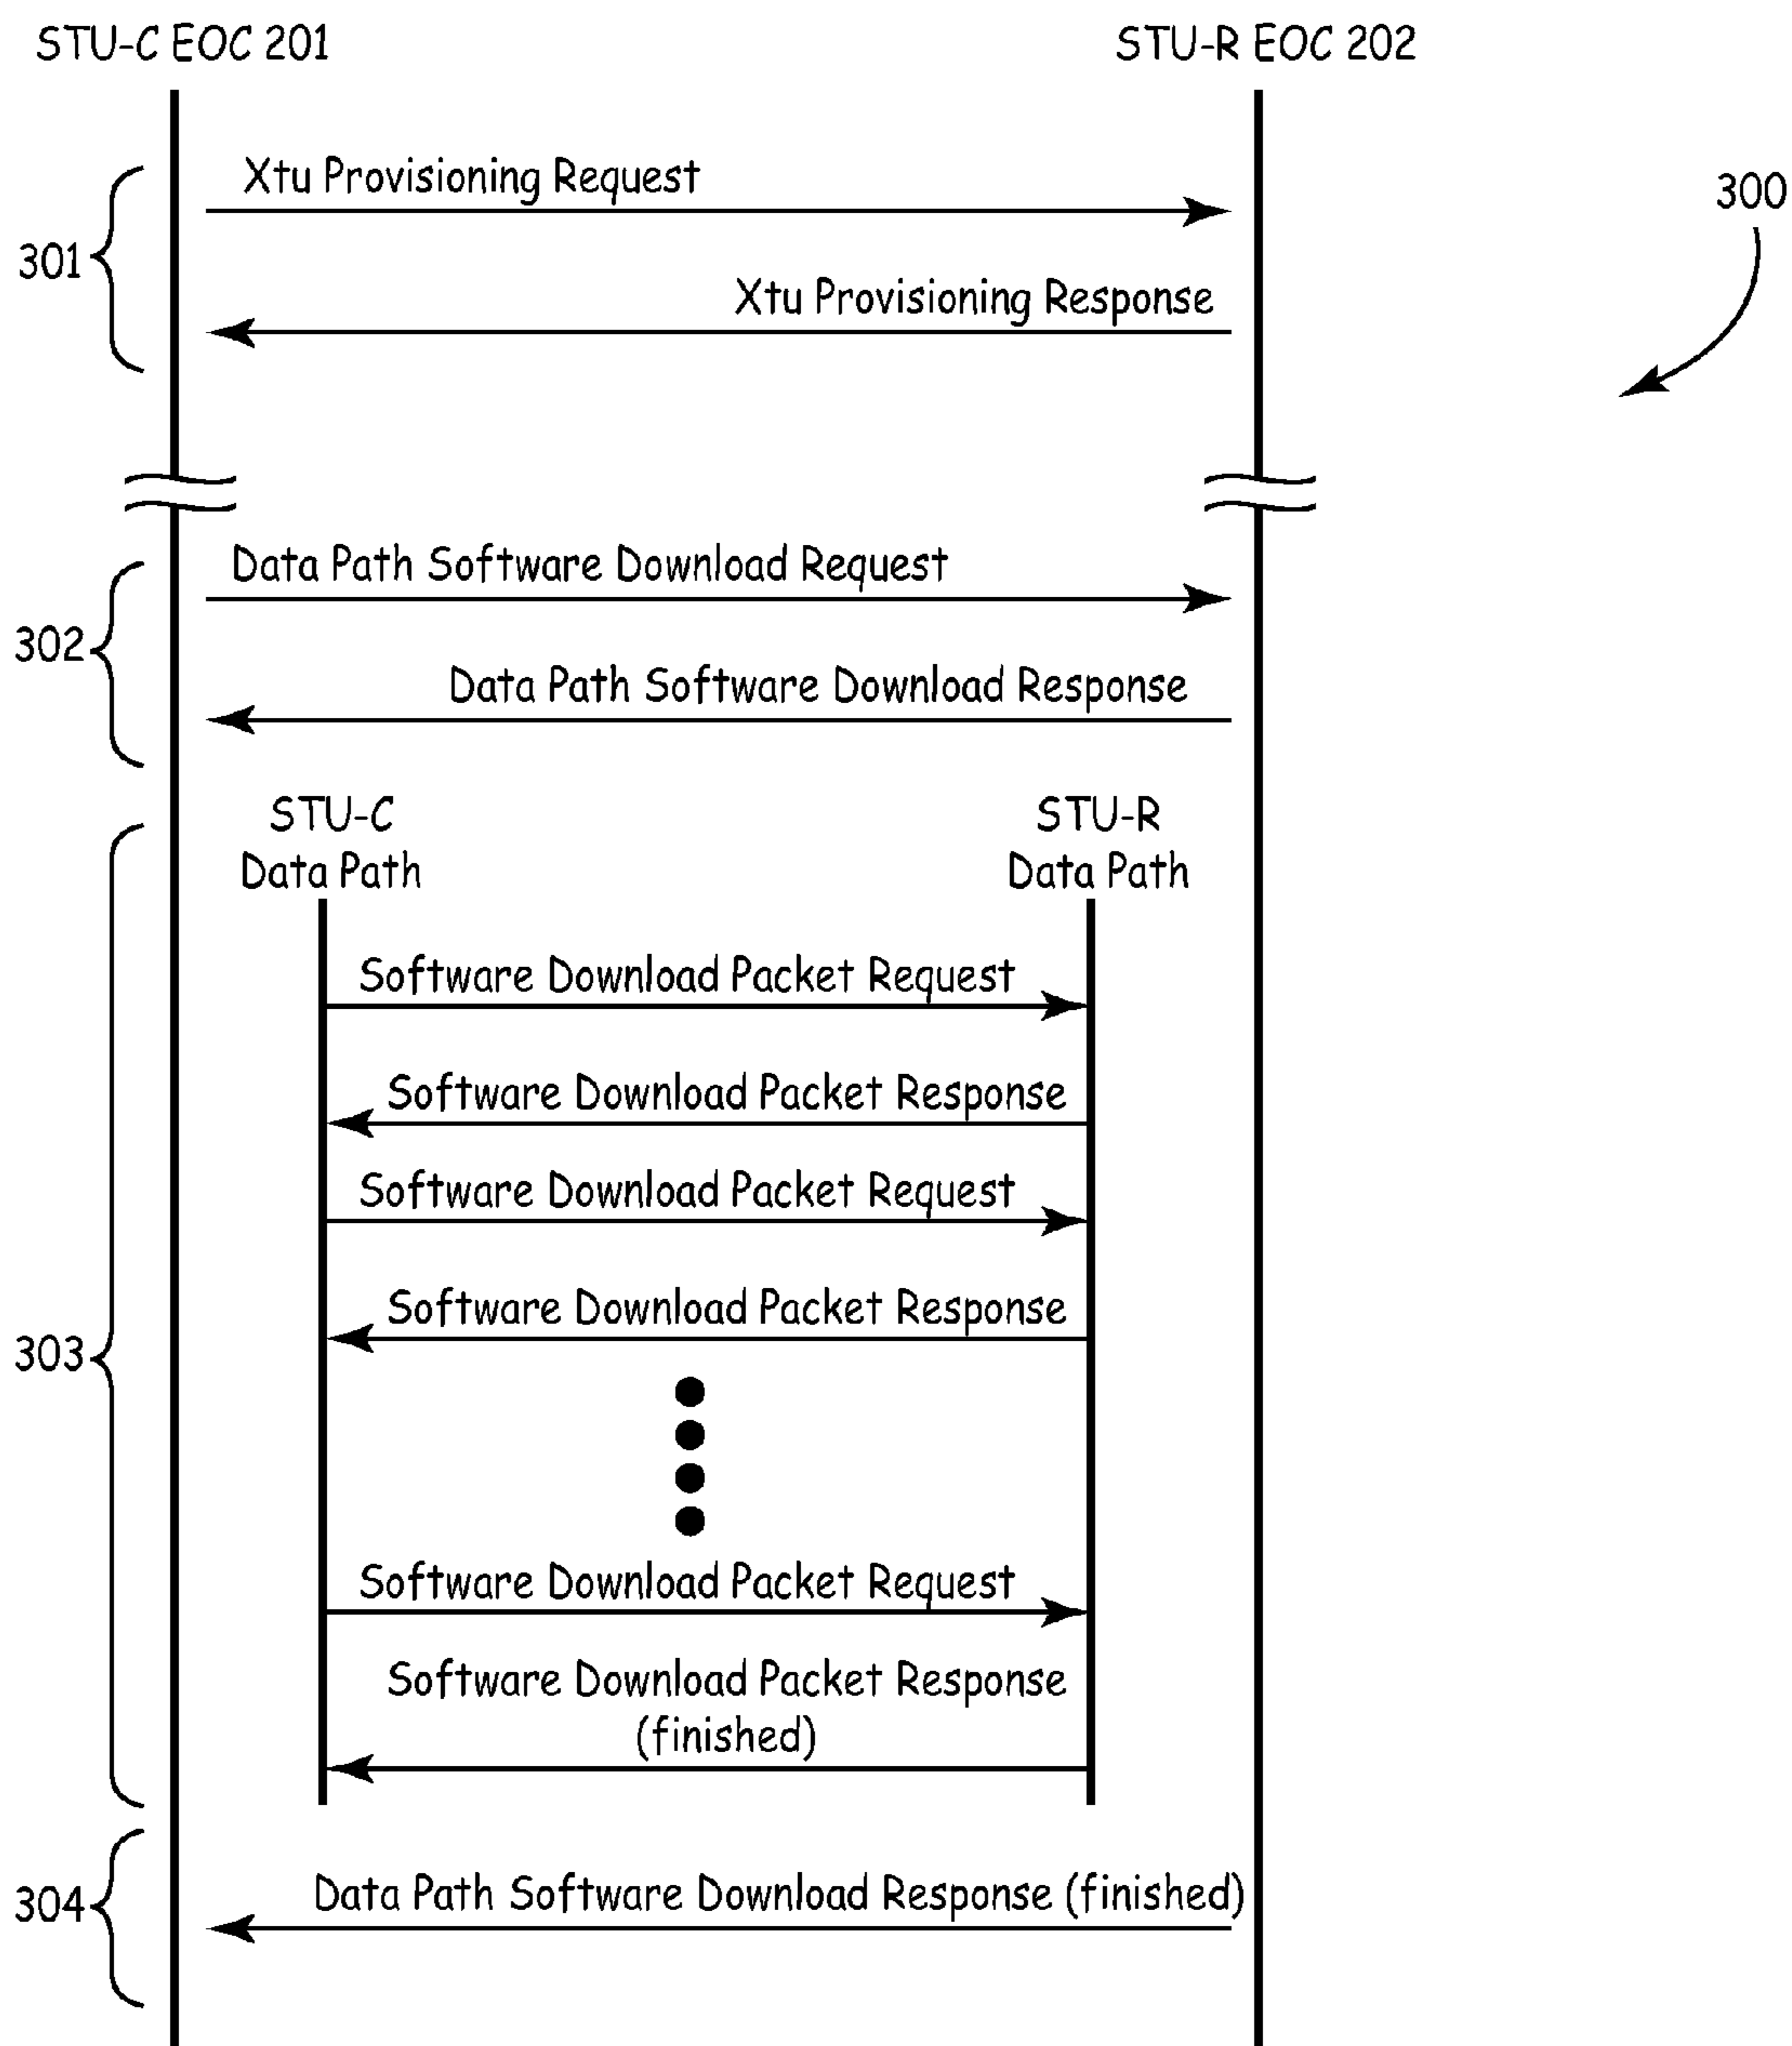 STU-C EOC 201
STU-R EOC 202
Xtu Provisioning Request
300
301
Xtu Provisioning Response
Data Path Software Download Request
302
Data Path Software Download Response
STU-C
Data Path
STU-R
Data Path
Software Download Packet Request
Software Download Packet Response
Software Download Packet Request
Software Download Packet Response
303
Software Download Packet Request
Software Download Packet Response
(finished)
304
Data Path Software Download Response (finished)